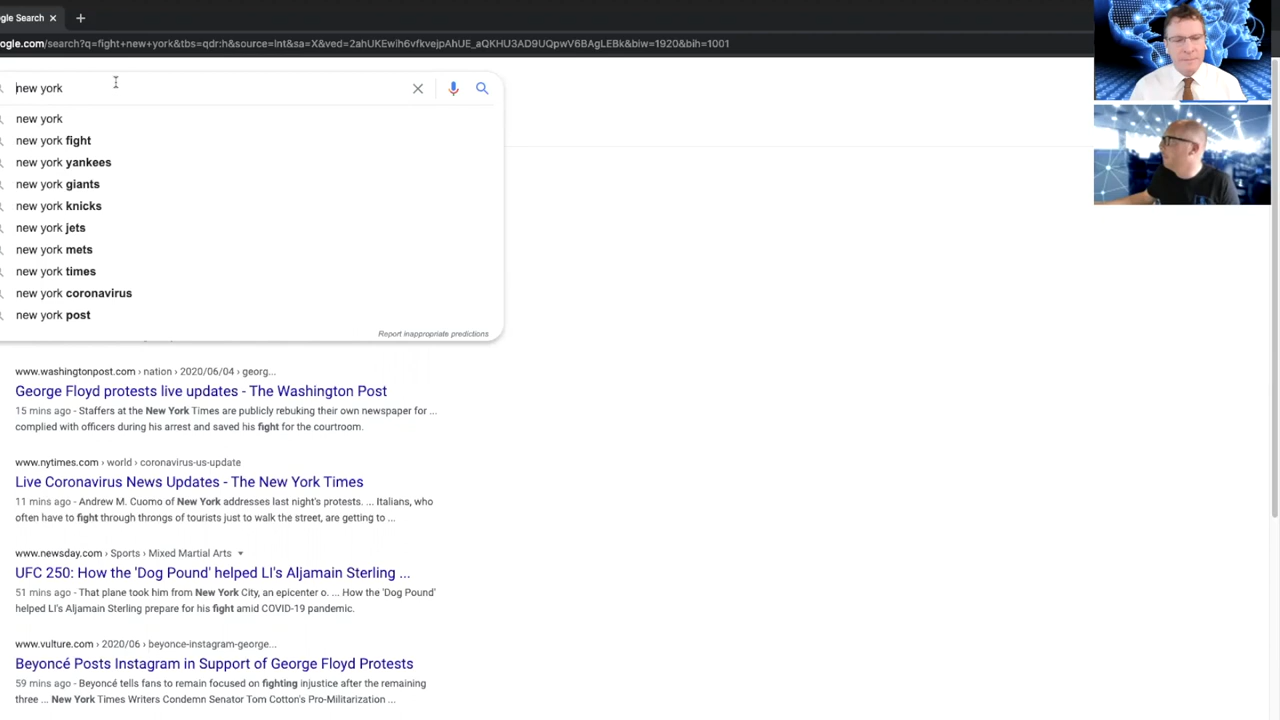 gle Search
ogle.com/search?q=fight+new+york&tbs=qdr:h&source=lnt&sa=X&ved=2ahUKEwih6vfkvejpAhUE_aQKHU3AD9UQpwV6BAgLEBk&biw=1920&bih=1001
new york
new york
new york fight
new york yankees
new york giants
new york knicks
new york jets
new york mets
new york times
new york coronavirus
new york post
Report inappropriate predictions
www.washingtonpost.com › nation › 2020/06/04 › georg...
George Floyd protests live updates - The Washington Post
15 mins ago - Staffers at the New York Times are publicly rebuking their own newspaper for ...
complied with officers during his arrest and saved his fight for the courtroom.
www.nytimes.com › world › coronavirus-us-update
Live Coronavirus News Updates - The New York Times
11 mins ago - Andrew M. Cuomo of New York addresses last night's protests. ... Italians, who
often have to fight through throngs of tourists just to walk the street, are getting to ...
www.newsday.com › Sports › Mixed Martial Arts
UFC 250: How the 'Dog Pound' helped LI's Aljamain Sterling ...
51 mins ago - That plane took him from New York City, an epicenter o. ... How the 'Dog Pound'
helped LI's Aljamain Sterling prepare for his fight amid COVID-19 pandemic.
www.vulture.com › 2020/06 › beyonce-instagram-george...
Beyoncé Posts Instagram in Support of George Floyd Protests
59 mins ago - Beyoncé tells fans to remain focused on fighting injustice after the remaining
three ... New York Times Writers Condemn Senator Tom Cotton's Pro-Militarization ...